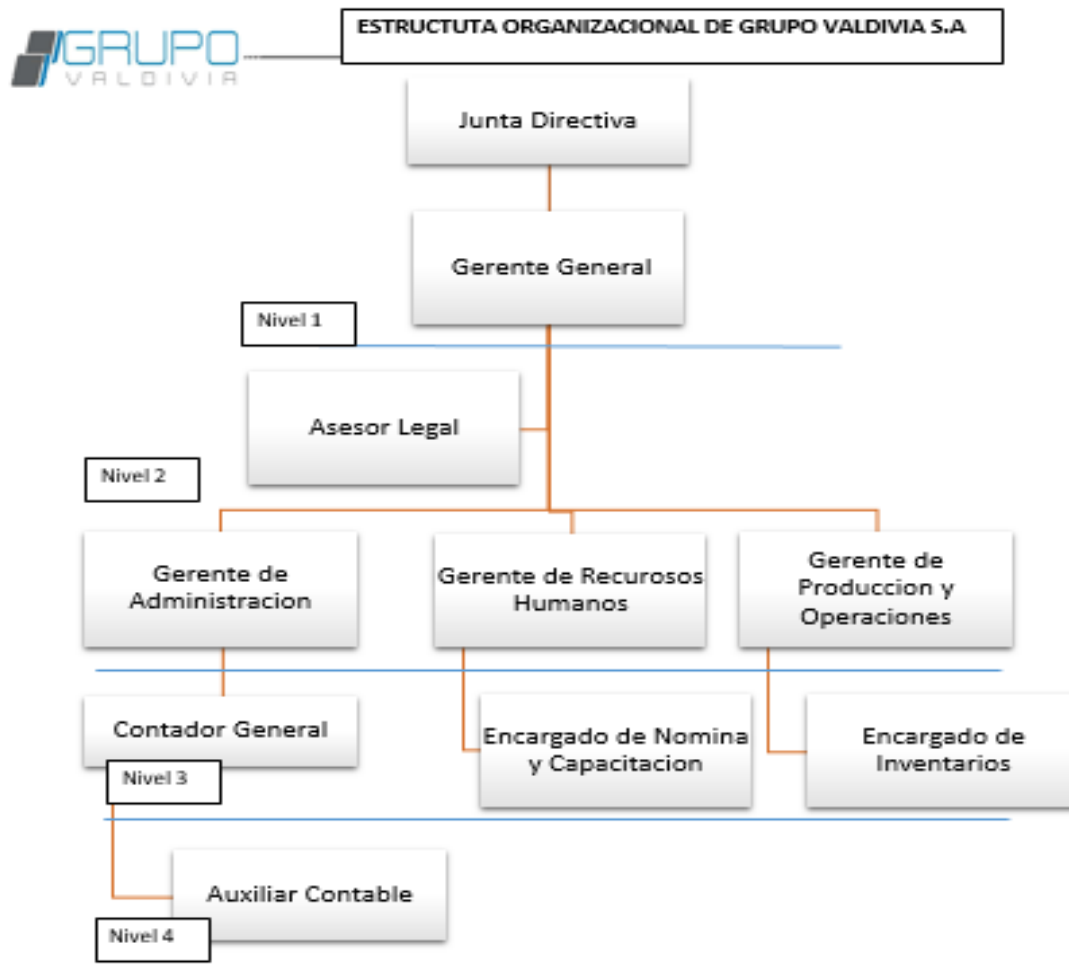 GRUPO
VALDIVIA
ESTRUCTUTA ORGANIZACIONAL DE GRUPO VALDIVIA S.A
Junta Directiva
Gerente General
Nivel 1
Asesor Legal
Nivel 2
Gerente de
Administracion
Gerente de Recurosos
Humanos
Gerente de
Produccion y
Operaciones
Contador General
Encargado de Nomina
y Capacitacion
Encargado de
Inventarios
Nivel 3
Auxiliar Contable
Nivel 4